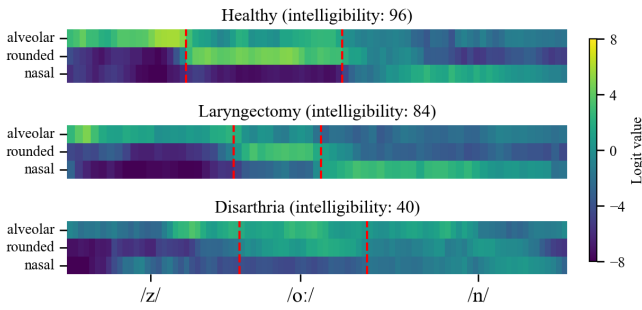 Healthy (intelligibility: 96)
alveolar
rounded
nasal
Laryngectomy (intelligibility: 84)
alveolar
rounded
nasal
Disarthria (intelligibility: 40)
alveolar
rounded
nasal
/z/ /oː/ /n/
8
4
0
−4
−8
Logit value